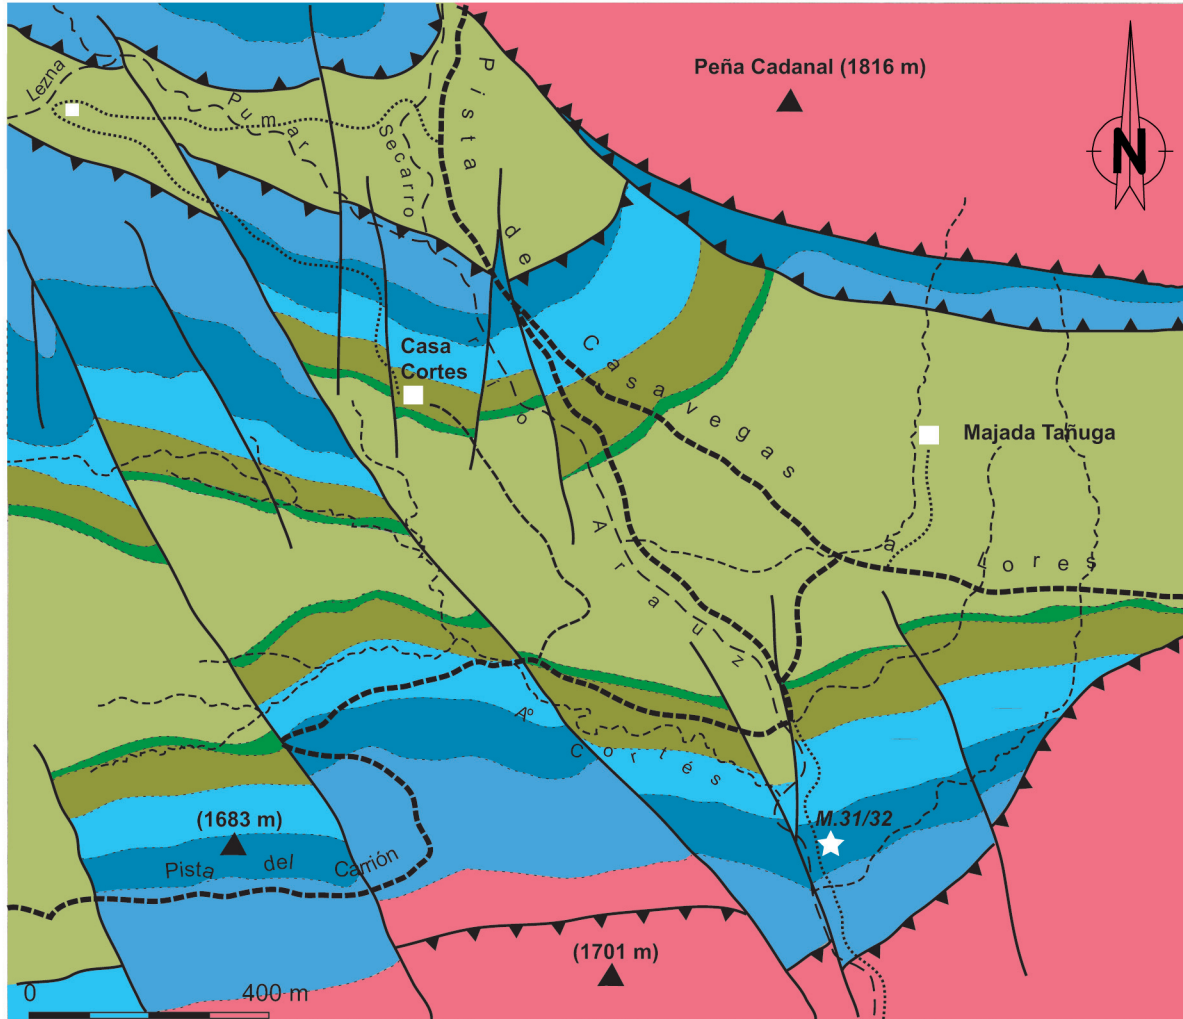 Peña Cadanal (1816 m)
N
Lezna
Pumar
Secarro
Pista de Casavegas a Lores
Casa
Cortes
Majada Tañuga
Aº Arauz
Aº Cortés
M.31/32
(1683 m)
Pista del Carrión
(1701 m)
0 400 m